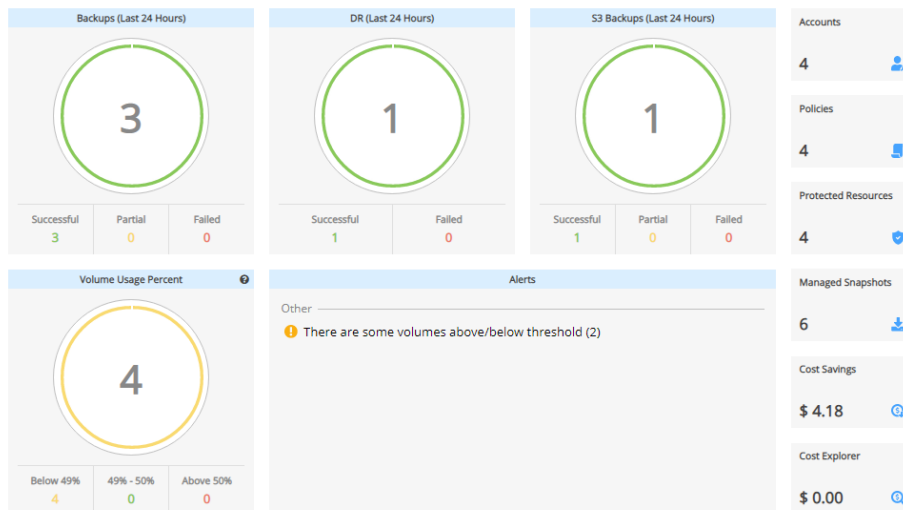 Backups (Last 24 Hours)
3
Successful Partial Failed
3 0 0
DR (Last 24 Hours)
1
Successful Failed
1 0
S3 Backups (Last 24 Hours)
1
Successful Partial Failed
1 0 0
Accounts
4
Policies
4
Protected Resources
4
Volume Usage Percent ?
4
Below 49% 49% - 50% Above 50%
4 0 0
Alerts
Other
There are some volumes above/below threshold (2)
Managed Snapshots
6
Cost Savings
$ 4.18
Cost Explorer
$ 0.00